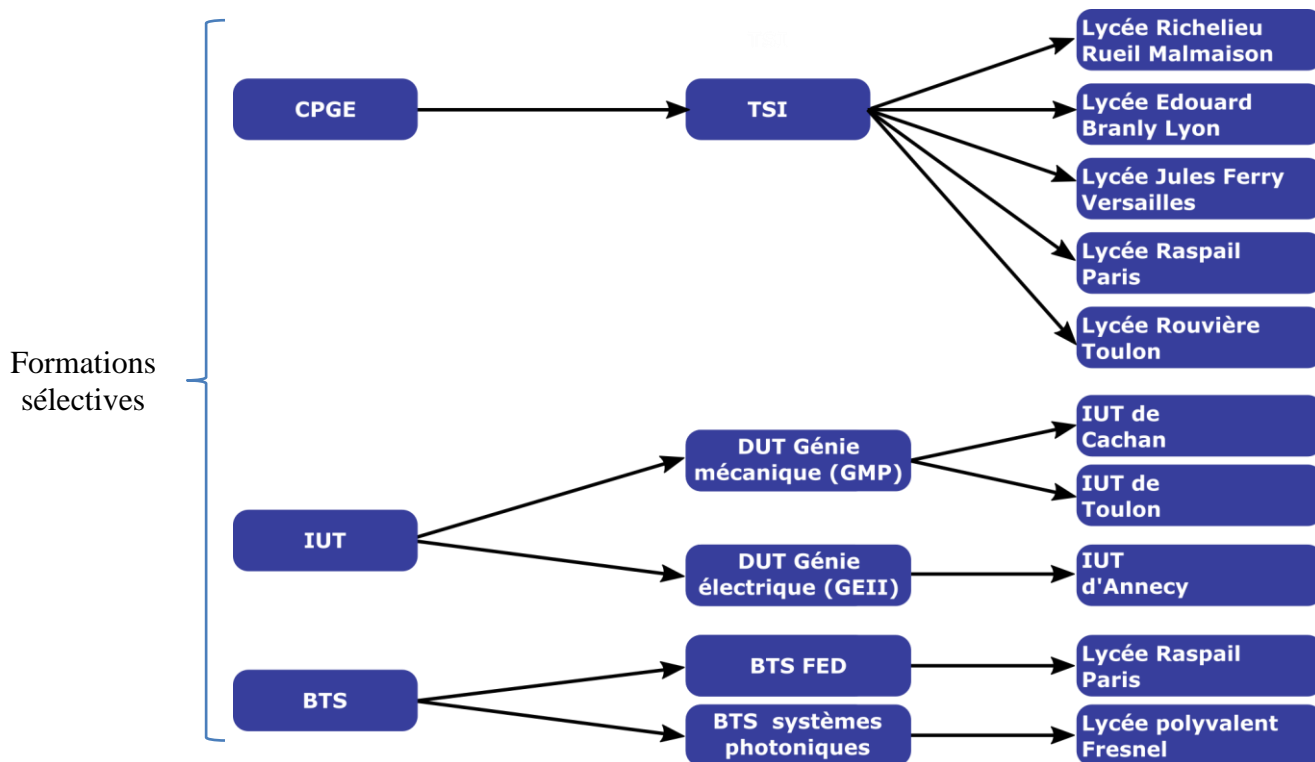 Formations
sélectives
CPGE
TSI
Lycée Richelieu
Rueil Malmaison
Lycée Edouard
Branly Lyon
Lycée Jules Ferry
Versailles
Lycée Raspail
Paris
Lycée Rouvière
Toulon
IUT
DUT Génie
mécanique (GMP)
IUT de
Cachan
IUT de
Toulon
DUT Génie
électrique (GEII)
IUT
d'Annecy
BTS
BTS FED
Lycée Raspail
Paris
BTS systèmes
photoniques
Lycée polyvalent
Fresnel